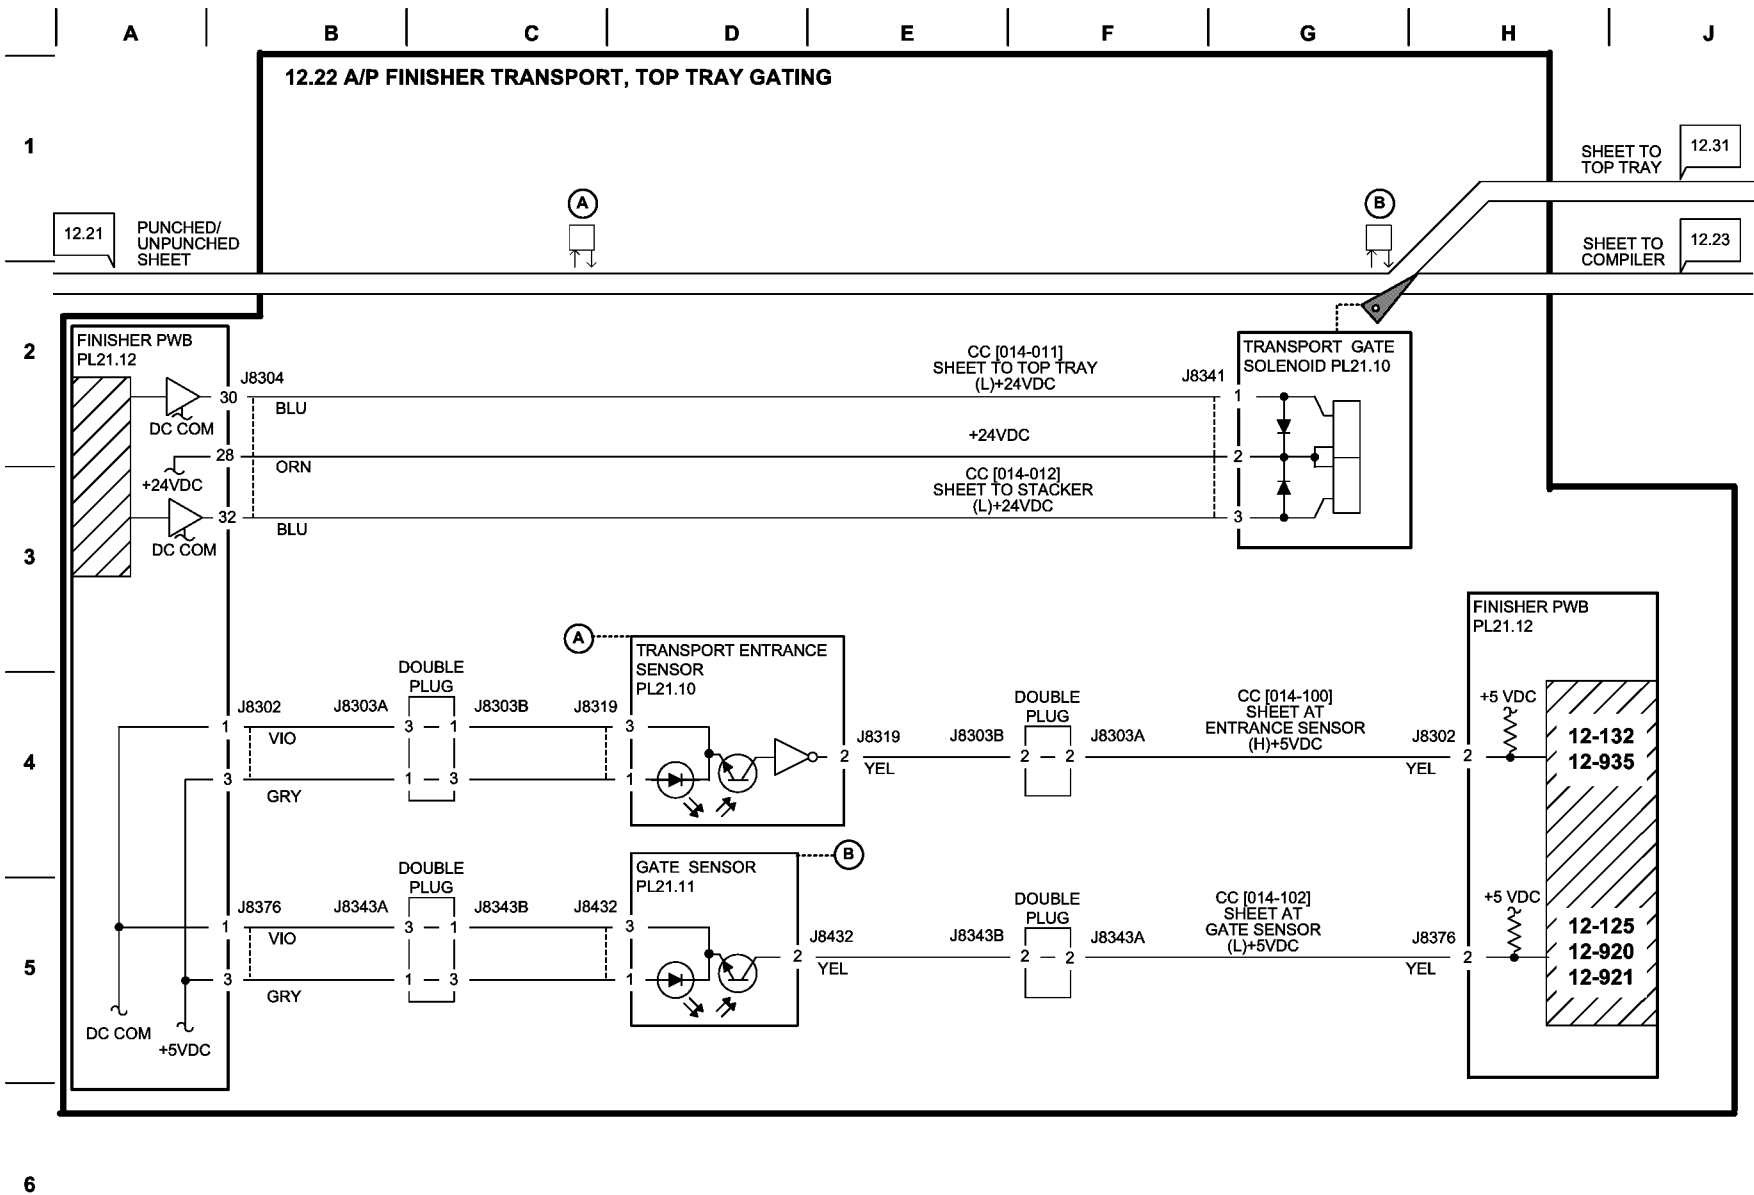 A B C D E F G H J
12.22 A/P FINISHER TRANSPORT, TOP TRAY GATING
1
SHEET TO
TOP TRAY
12.31
A
B
12.21
PUNCHED/
UNPUNCHED
SHEET
SHEET TO
COMPILER
12.23
2
FINISHER PWB
PL21.12
J8304
30
BLU
DC COM
28
ORN
+24VDC
32
BLU
DC COM
CC [014-011]
SHEET TO TOP TRAY
(L)+24VDC
+24VDC
CC [014-012]
SHEET TO STACKER
(L)+24VDC
J8341
1
2
3
TRANSPORT GATE
SOLENOID PL21.10
3
FINISHER PWB
PL21.12
A
TRANSPORT ENTRANCE
SENSOR
PL21.10
DOUBLE
PLUG
J8302 J8303A J8303B J8319
1 3 1 3
VIO
3 1 3 1
GRY
4
J8319 J8303B
DOUBLE
PLUG
J8303A
2 2 2 2
YEL
CC [014-100]
SHEET AT
ENTRANCE SENSOR
(H)+5VDC
J8302
YEL
+5 VDC
12-132
12-935
GATE SENSOR
PL21.11
B
DOUBLE
PLUG
J8376 J8343A J8343B J8432
1 3 1 3
VIO
3 1 3 1
GRY
5
J8432 J8343B
DOUBLE
PLUG
J8343A
2 2 2 2
YEL
CC [014-102]
SHEET AT
GATE SENSOR
(L)+5VDC
J8376
YEL
+5 VDC
12-125
12-920
12-921
DC COM
+5VDC
6